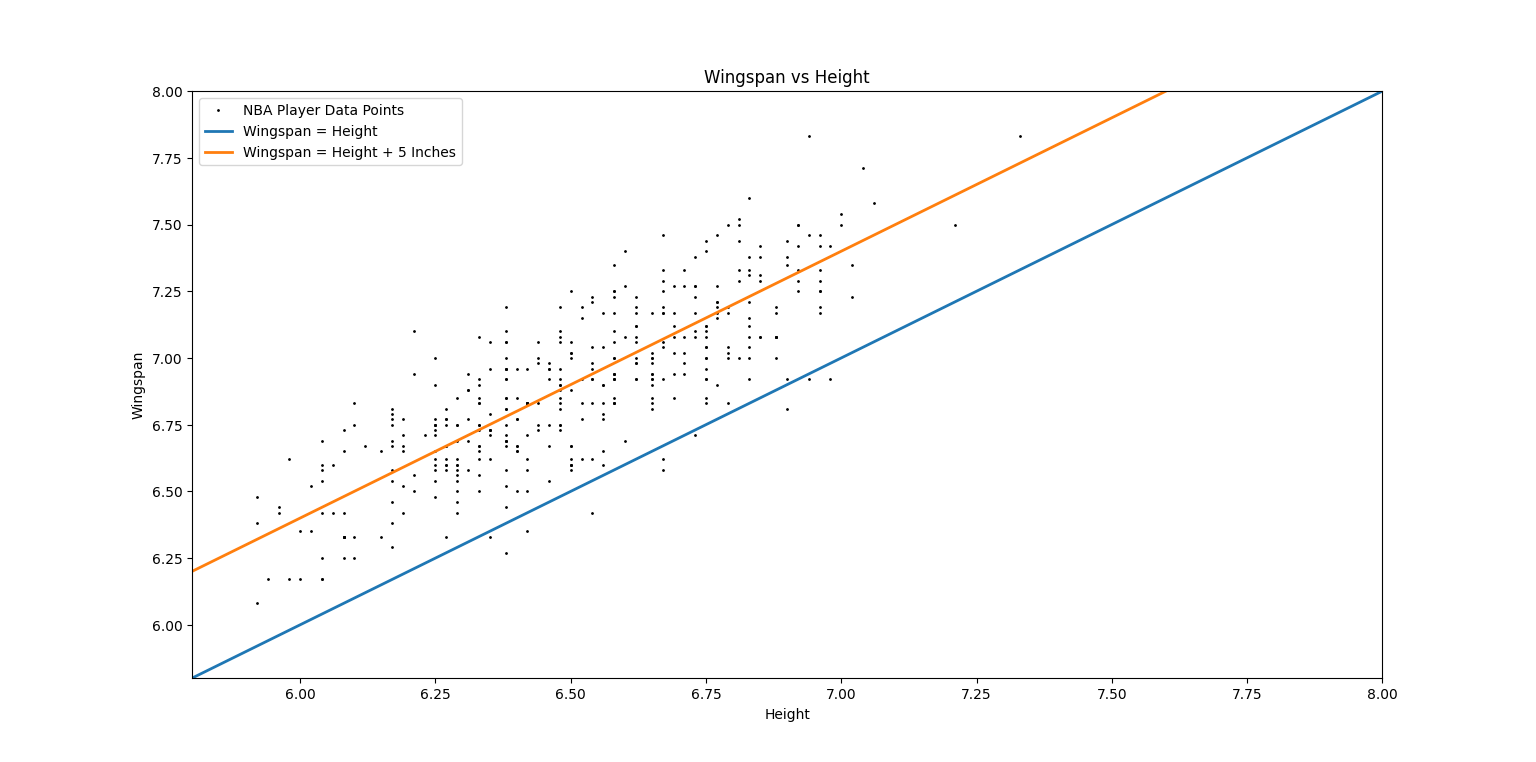 Wingspan vs Height
NBA Player Data Points
Wingspan = Height
Wingspan = Height + 5 Inches
8.00
7.75
7.50
7.25
7.00
6.75
6.50
6.25
6.00
Wingspan
6.00 6.25 6.50 6.75 7.00 7.25 7.50 7.75 8.00
Height